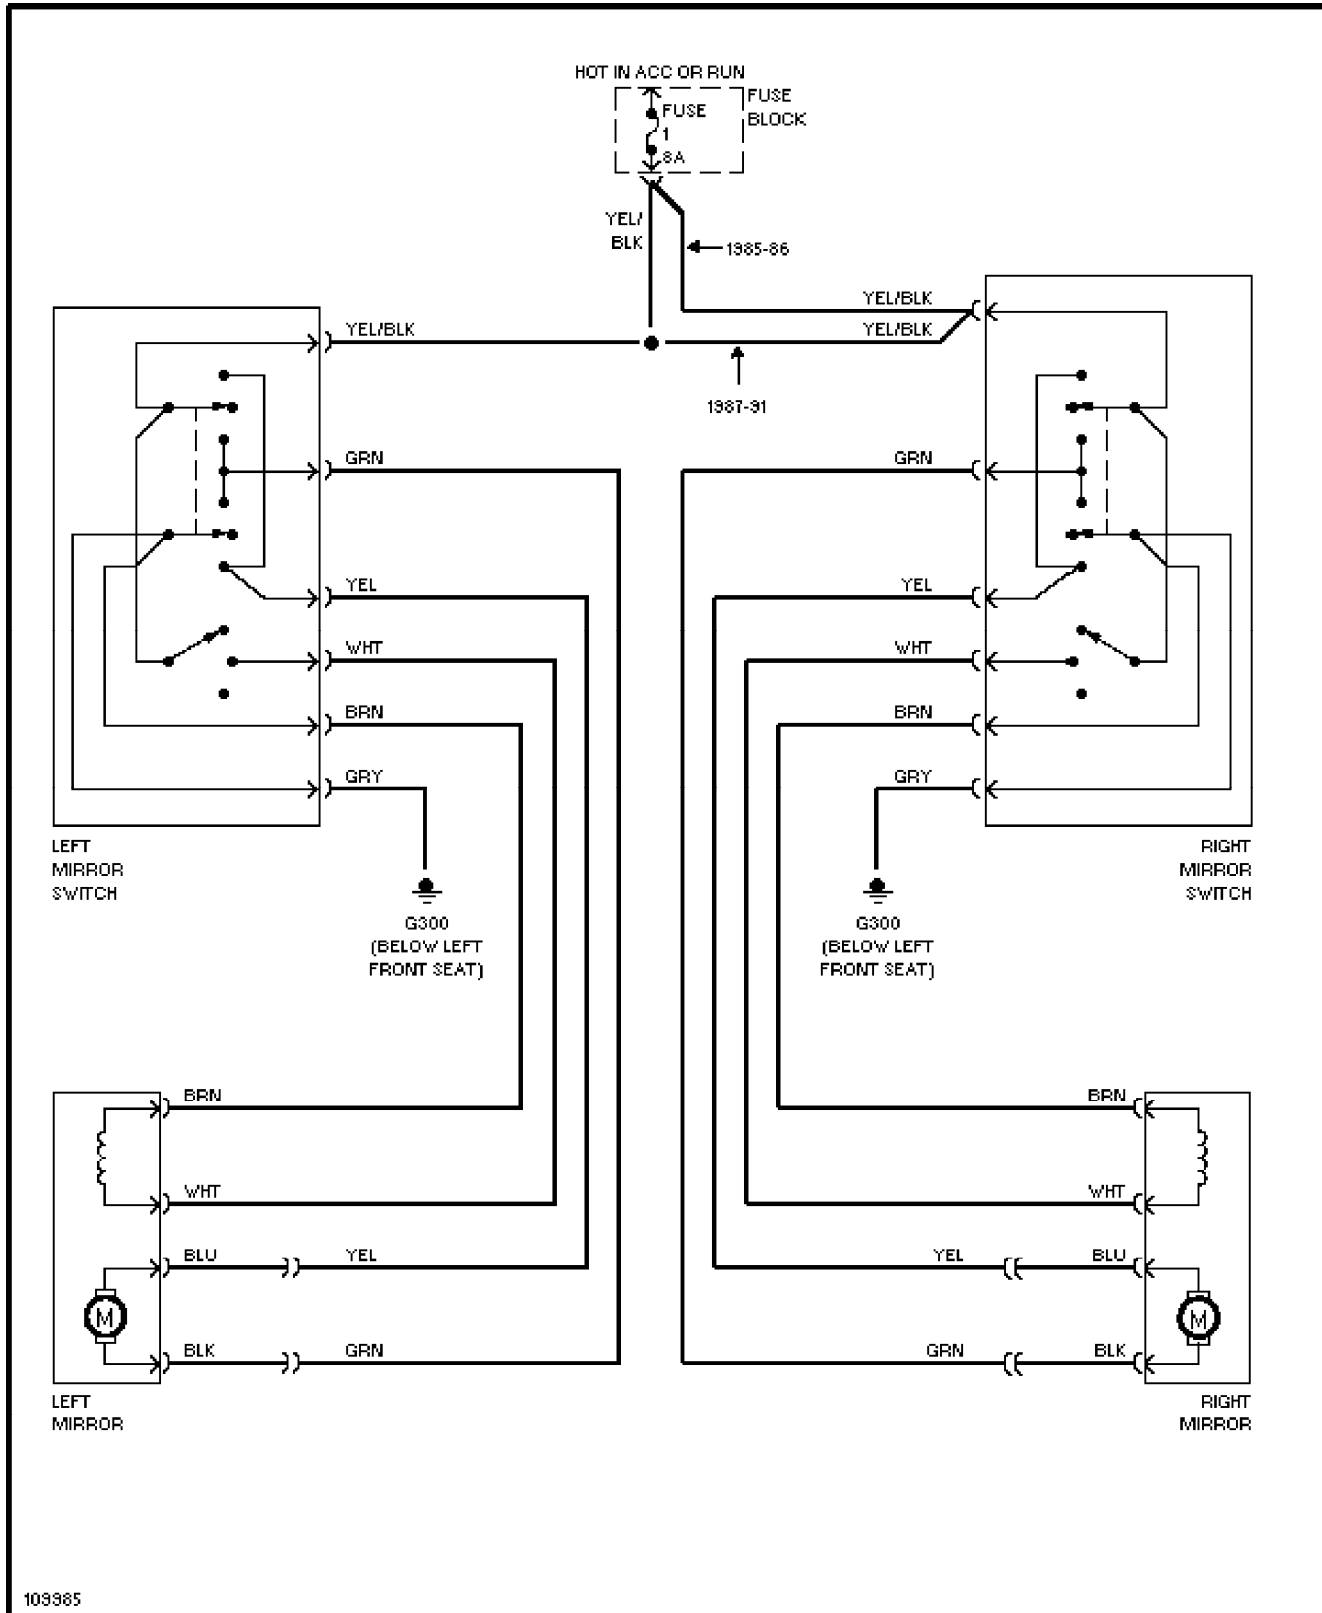 HOT IN ACC OR RUN
FUSE
BLOCK
FUSE
1
8A
YEL/
BLK
1985-86
YEL/BLK
YEL/BLK
YEL/BLK
1987-91
GRN
GRN
YEL
YEL
WHT
WHT
BRN
BRN
GRY
GRY
LEFT
MIRROR
SWITCH
RIGHT
MIRROR
SWITCH
G300
(BELOW LEFT
FRONT SEAT)
G300
(BELOW LEFT
FRONT SEAT)
BRN
BRN
WHT
WHT
BLU
YEL
YEL
BLU
M
M
BLK
GRN
GRN
BLK
LEFT
MIRROR
RIGHT
MIRROR
109985